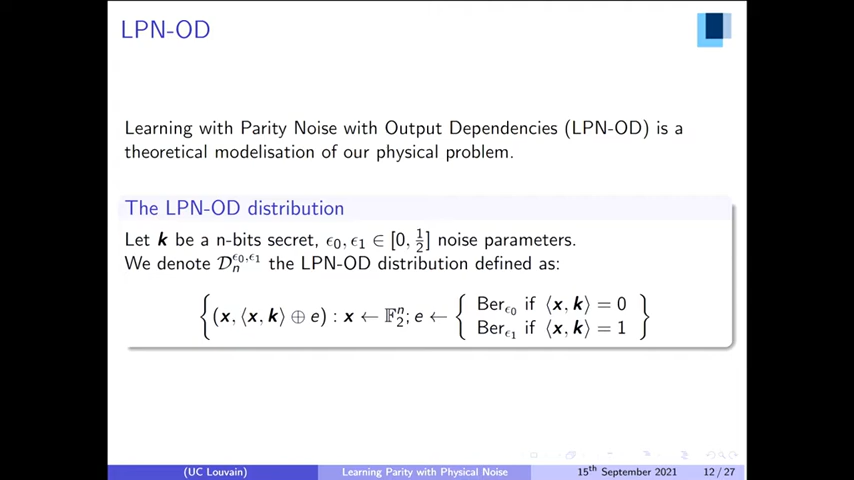 LPN-OD
Learning with Parity Noise with Output Dependencies (LPN-OD) is a
theoretical modelisation of our physical problem.
The LPN-OD distribution
Let k be a n-bits secret, ϵ₀, ϵ₁ ∈ [0, 1/2] noise parameters.
We denote 𝒟ₙ^{ϵ₀,ϵ₁} the LPN-OD distribution defined as:
{(x, ⟨x, k⟩ ⊕ e) : x ← 𝔽₂ⁿ; e ← { Ber_ϵ₀ if ⟨x, k⟩ = 0
Ber_ϵ₁ if ⟨x, k⟩ = 1 }
(UC Louvain) Learning Parity with Physical Noise 15th September 2021 12 / 27